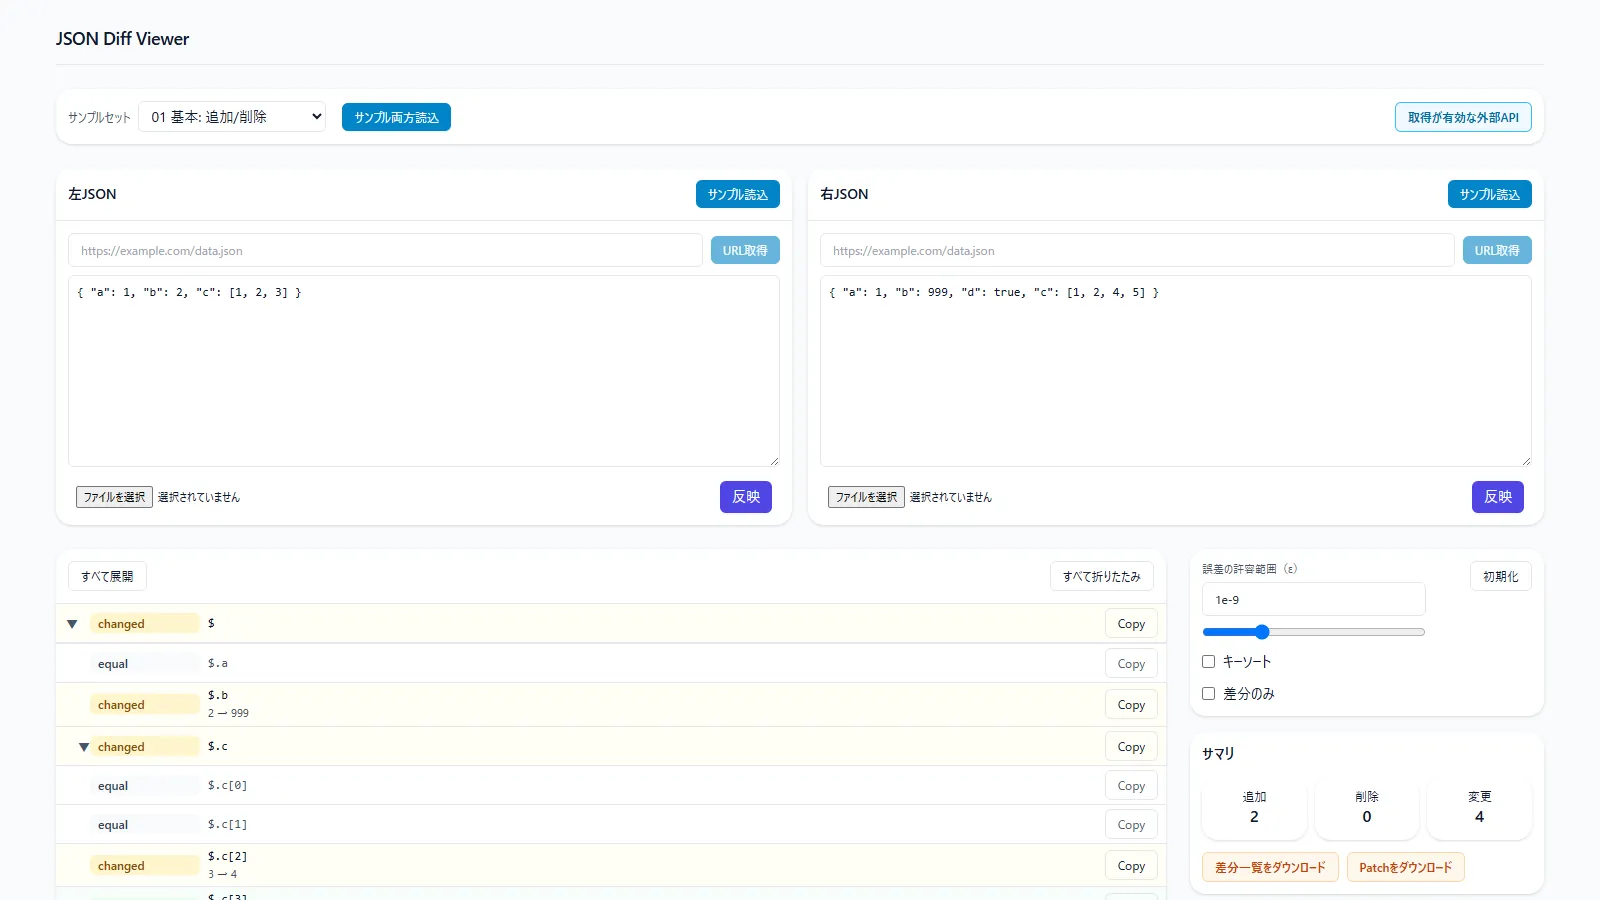 JSON Diff Viewer
サンプルセット 01 基本: 追加/削除 サンプル両方読込 取得が有効な外部API
左JSON サンプル読込
https://example.com/data.json URL取得
{ "a": 1, "b": 2, "c": [1, 2, 3] }
ファイルを選択 選択されていません 反映
右JSON サンプル読込
https://example.com/data.json URL取得
{ "a": 1, "b": 999, "d": true, "c": [1, 2, 4, 5] }
ファイルを選択 選択されていません 反映
すべて展開 すべて折りたたみ
▼ changed $ Copy
equal $.a Copy
changed $.b Copy
2 → 999
▼ changed $.c Copy
equal $.c[0] Copy
equal $.c[1] Copy
changed $.c[2] Copy
3 → 4
$.c[3]
誤差の許容範囲（ε） 初期化
1e-9
キーソート
差分のみ
サマリ
追加 削除 変更
2 0 4
差分一覧をダウンロード Patchをダウンロード